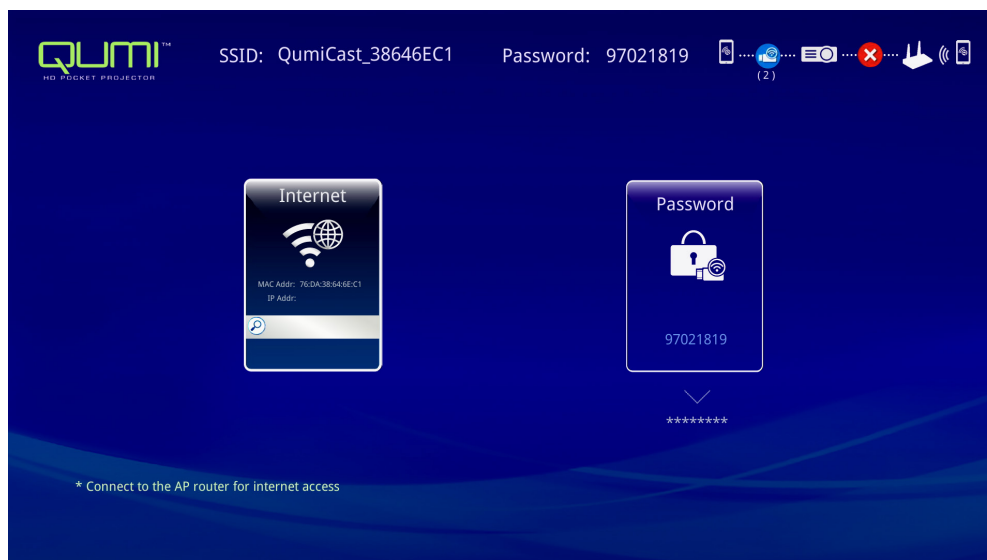 QUMI™
HD POCKET PROJECTOR
SSID: QumiCast_38646EC1
Password: 97021819
(2)
Internet
MAC Addr: 76:DA:38:64:6E:C1
IP Addr:
Password
97021819
********
* Connect to the AP router for internet access